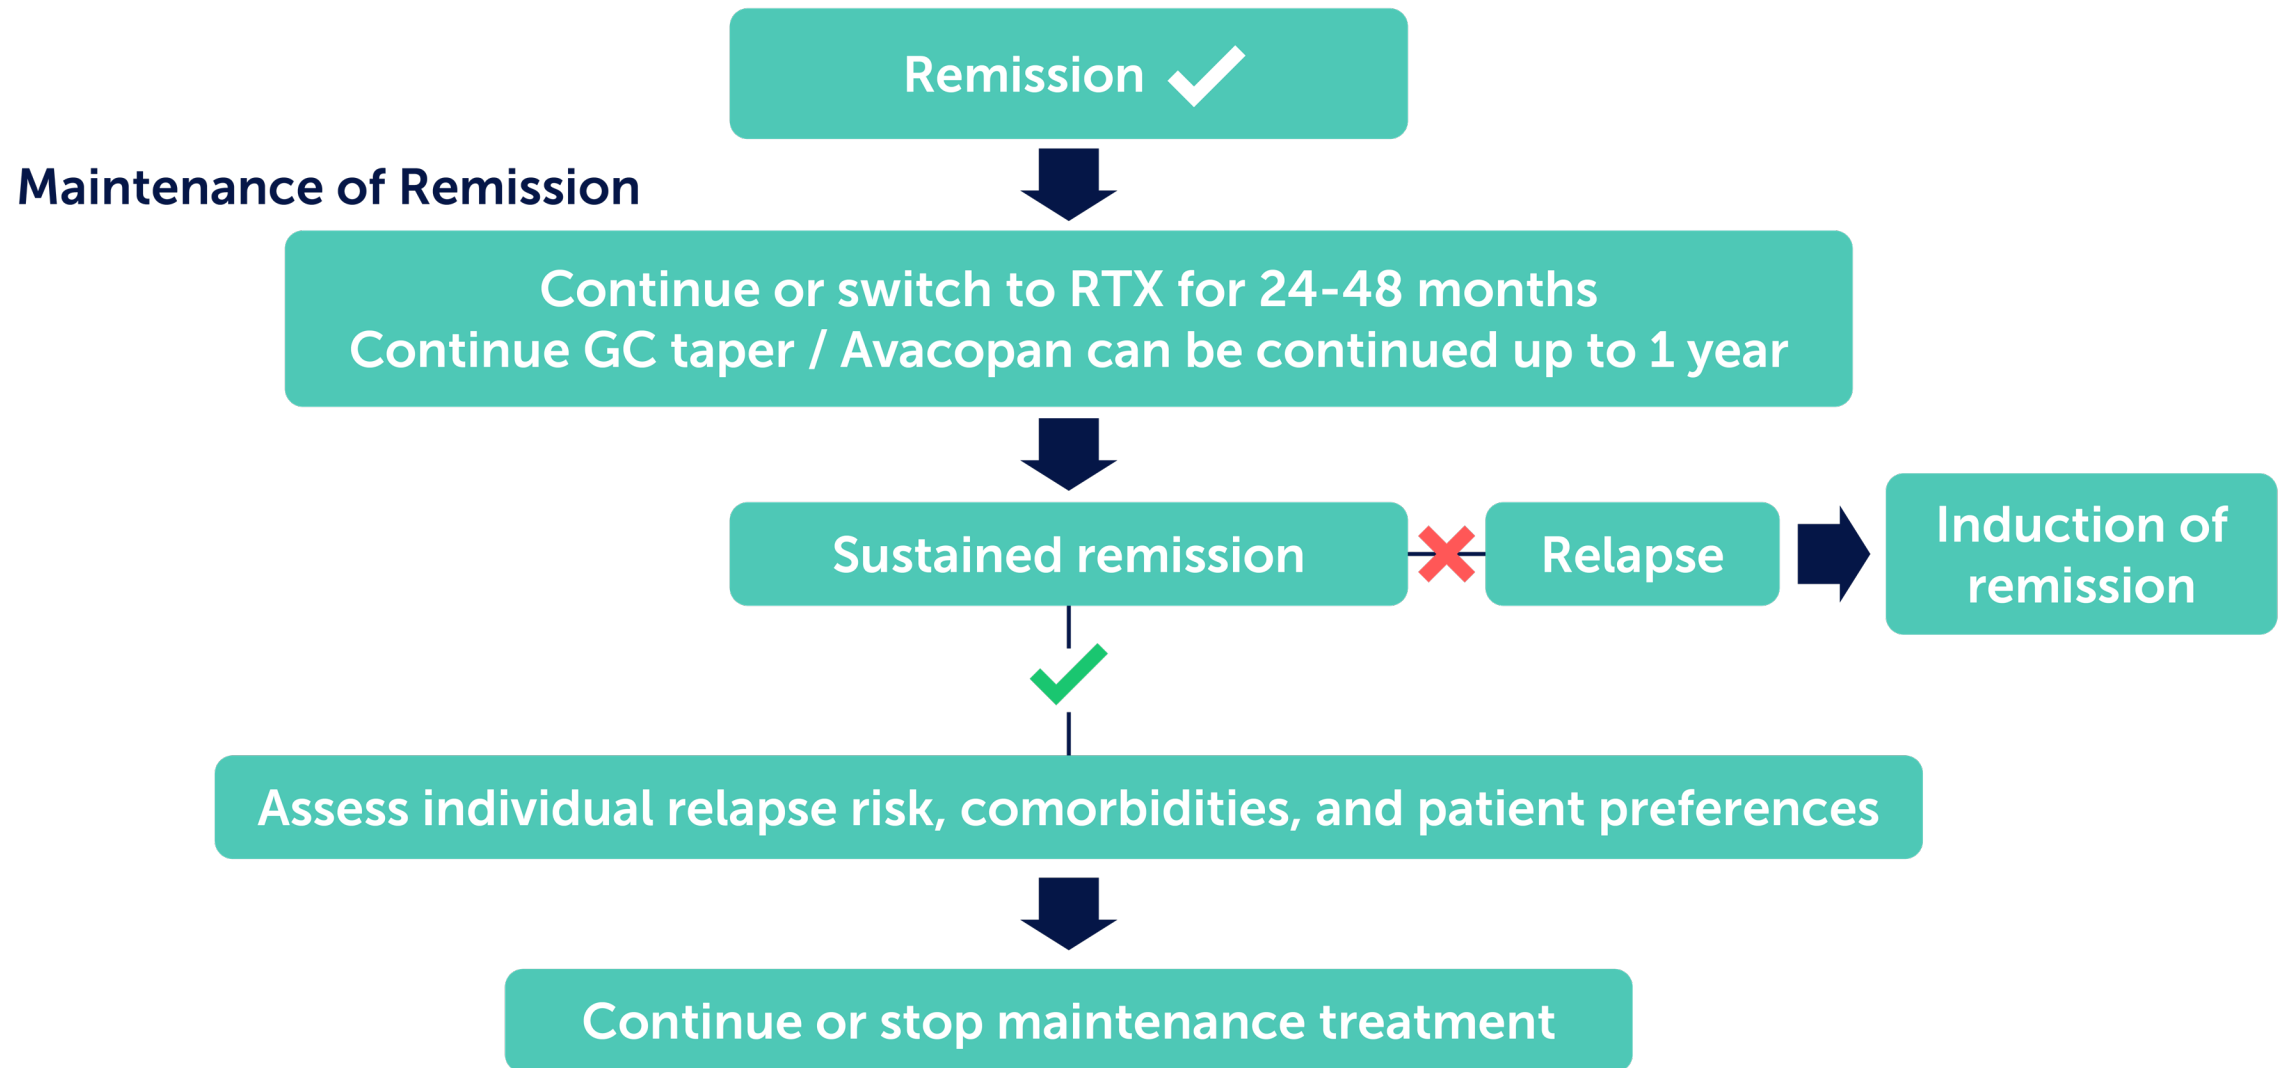 Remission
Maintenance of Remission
Continue or switch to RTX for 24-48 months
Continue GC taper / Avacopan can be continued up to 1 year
Sustained remission
Relapse
Induction of
remission
Assess individual relapse risk, comorbidities, and patient preferences
Continue or stop maintenance treatment